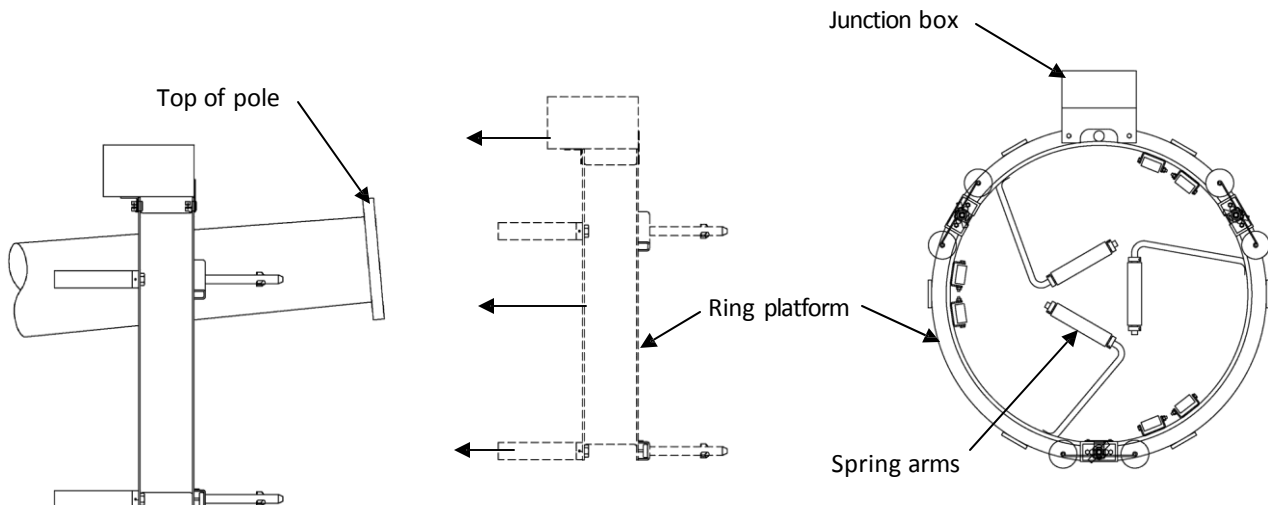 Junction box
Top of pole
Ring platform
Spring arms